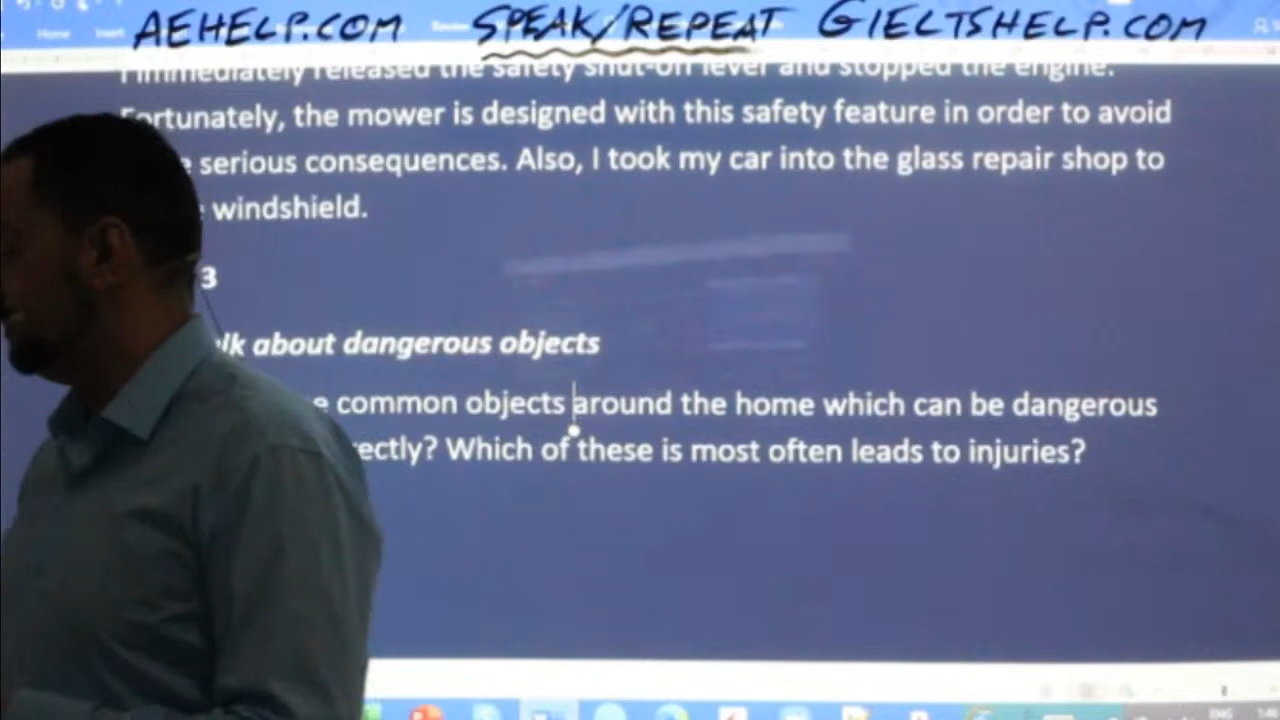 AEHELP.COM SPEAK/REPEAT GIELTSHELP.COM
Home Insert
I immediately released the safety shut-off lever and stopped the engine.
Fortunately, the mower is designed with this safety feature in order to avoid
serious consequences. Also, I took my car into the glass repair shop to
windshield.
3
about dangerous objects
common objects around the home which can be dangerous
Which of these is most often leads to injuries?
ENG